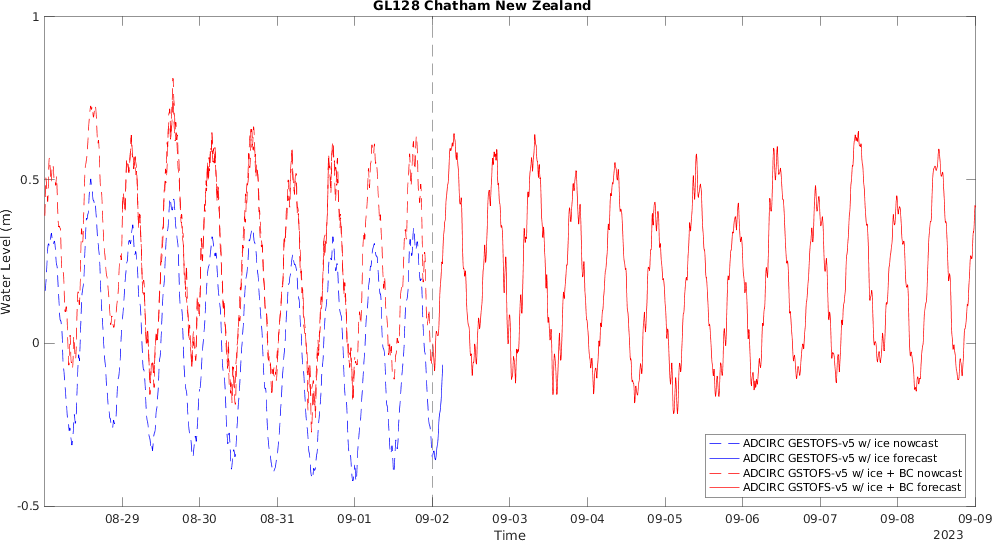 GL128 Chatham New Zealand
1
0.5
0
-0.5
Water Level (m)
08-29 08-30 08-31 09-01 09-02 09-03 09-04 09-05 09-06 09-07 09-08 09-09
Time
2023
ADCIRC GESTOFS-v5 w/ ice nowcast
ADCIRC GESTOFS-v5 w/ ice forecast
ADCIRC GSTOFS-v5 w/ ice + BC nowcast
ADCIRC GSTOFS-v5 w/ ice + BC forecast